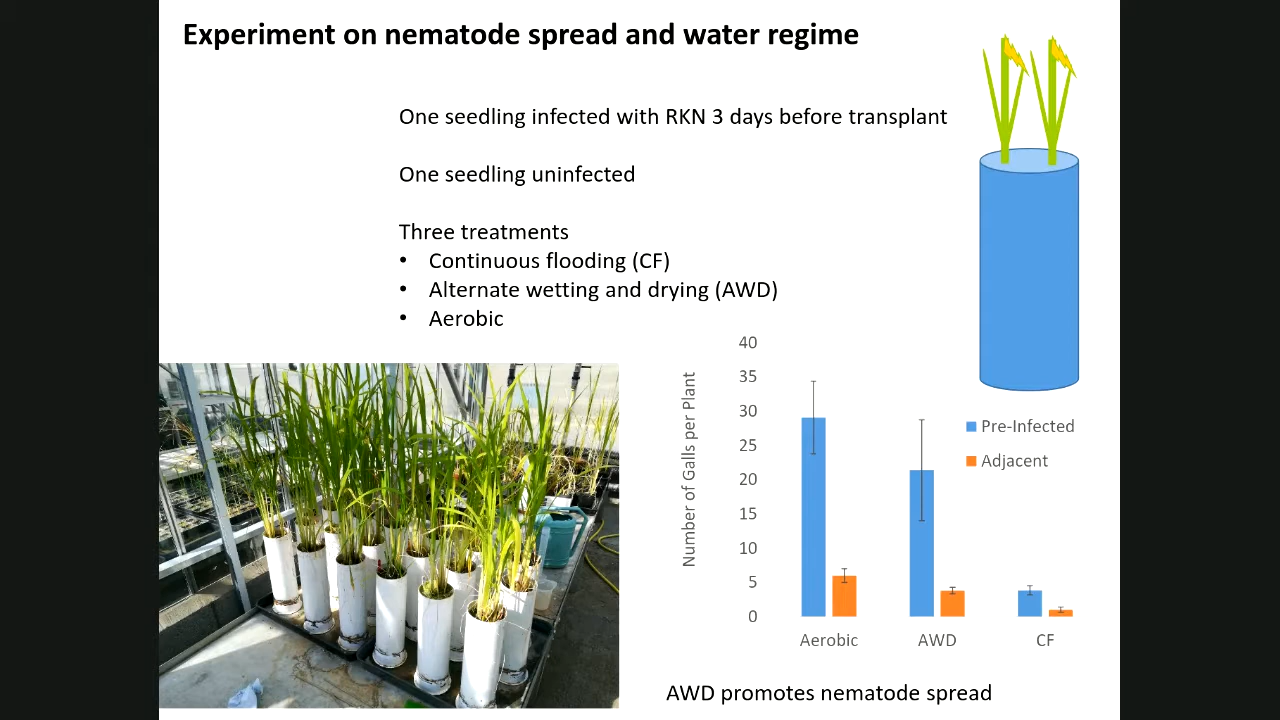 Experiment on nematode spread and water regime
One seedling infected with RKN 3 days before transplant
One seedling uninfected
Three treatments
• Continuous flooding (CF)
• Alternate wetting and drying (AWD)
• Aerobic
40
35
30
25
20
15
10
5
0
Number of Galls per Plant
Pre-Infected
Adjacent
Aerobic
AWD
CF
AWD promotes nematode spread